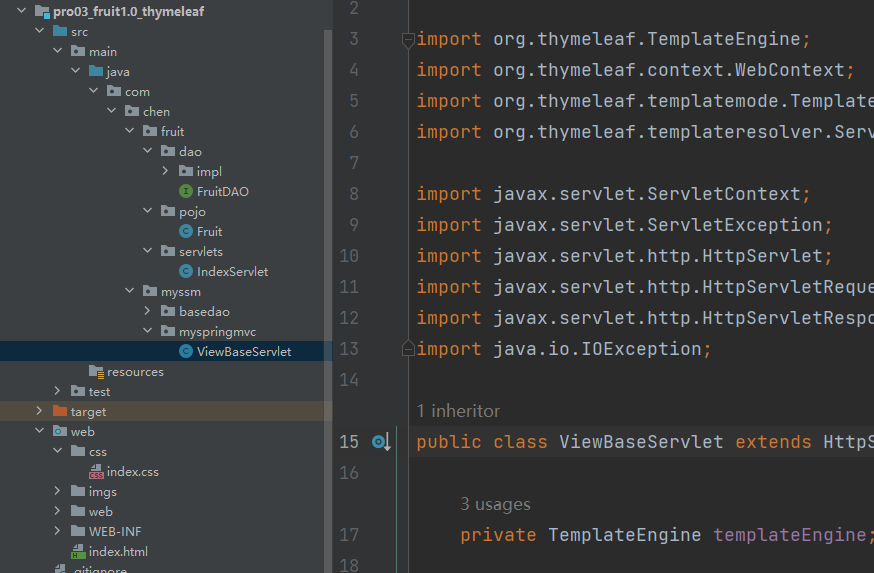 pro03_fruit1.0_thymeleaf
src
main
java
com
chen
fruit
dao
impl
FruitDAO
pojo
Fruit
servlets
IndexServlet
myssm
basedao
myspringmvc
ViewBaseServlet
resources
test
target
web
css
index.css
imgs
web
WEB-INF
index.html
.gitignore
2
3 import org.thymeleaf.TemplateEngine;
4 import org.thymeleaf.context.WebContext;
5 import org.thymeleaf.templatemode.Template
6 import org.thymeleaf.templateresolver.Serv
7
8 import javax.servlet.ServletContext;
9 import javax.servlet.ServletException;
10 import javax.servlet.http.HttpServlet;
11 import javax.servlet.http.HttpServletReque
12 import javax.servlet.http.HttpServletRespo
13 import java.io.IOException;
14
1 inheritor
15 public class ViewBaseServlet extends HttpS
16
3 usages
17 private TemplateEngine templateEngine;
18